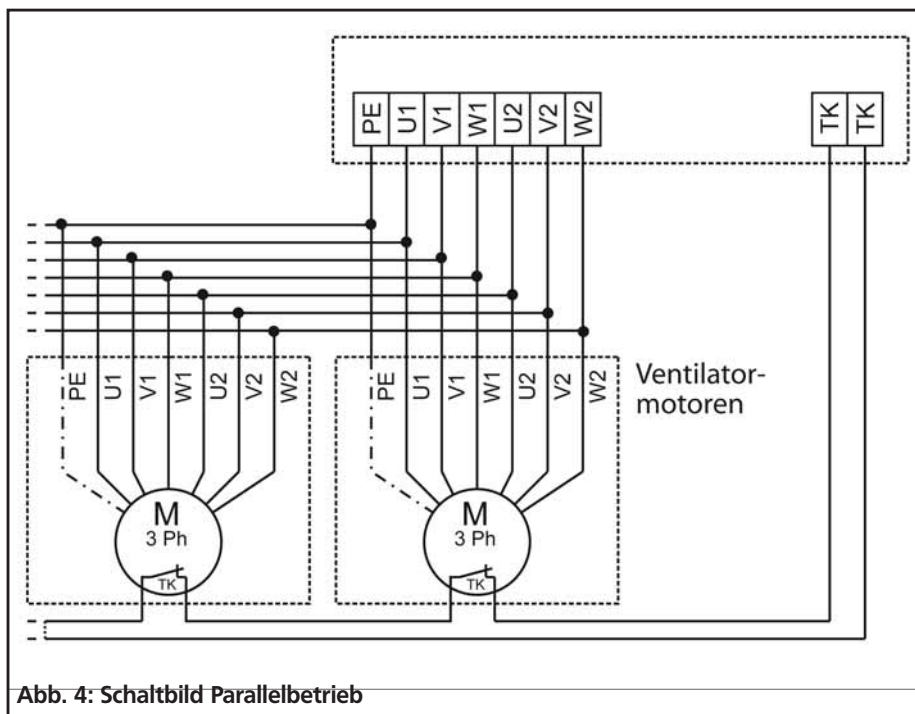 PE U1 V1 W1 U2 V2 W2 TK TK
PE U1 V1 W1 U2 V2 W2
PE U1 V1 W1 U2 V2 W2
Ventilator-
motoren
M
3 Ph
TK
M
3 Ph
TK
Abb. 4: Schaltbild Parallelbetrieb